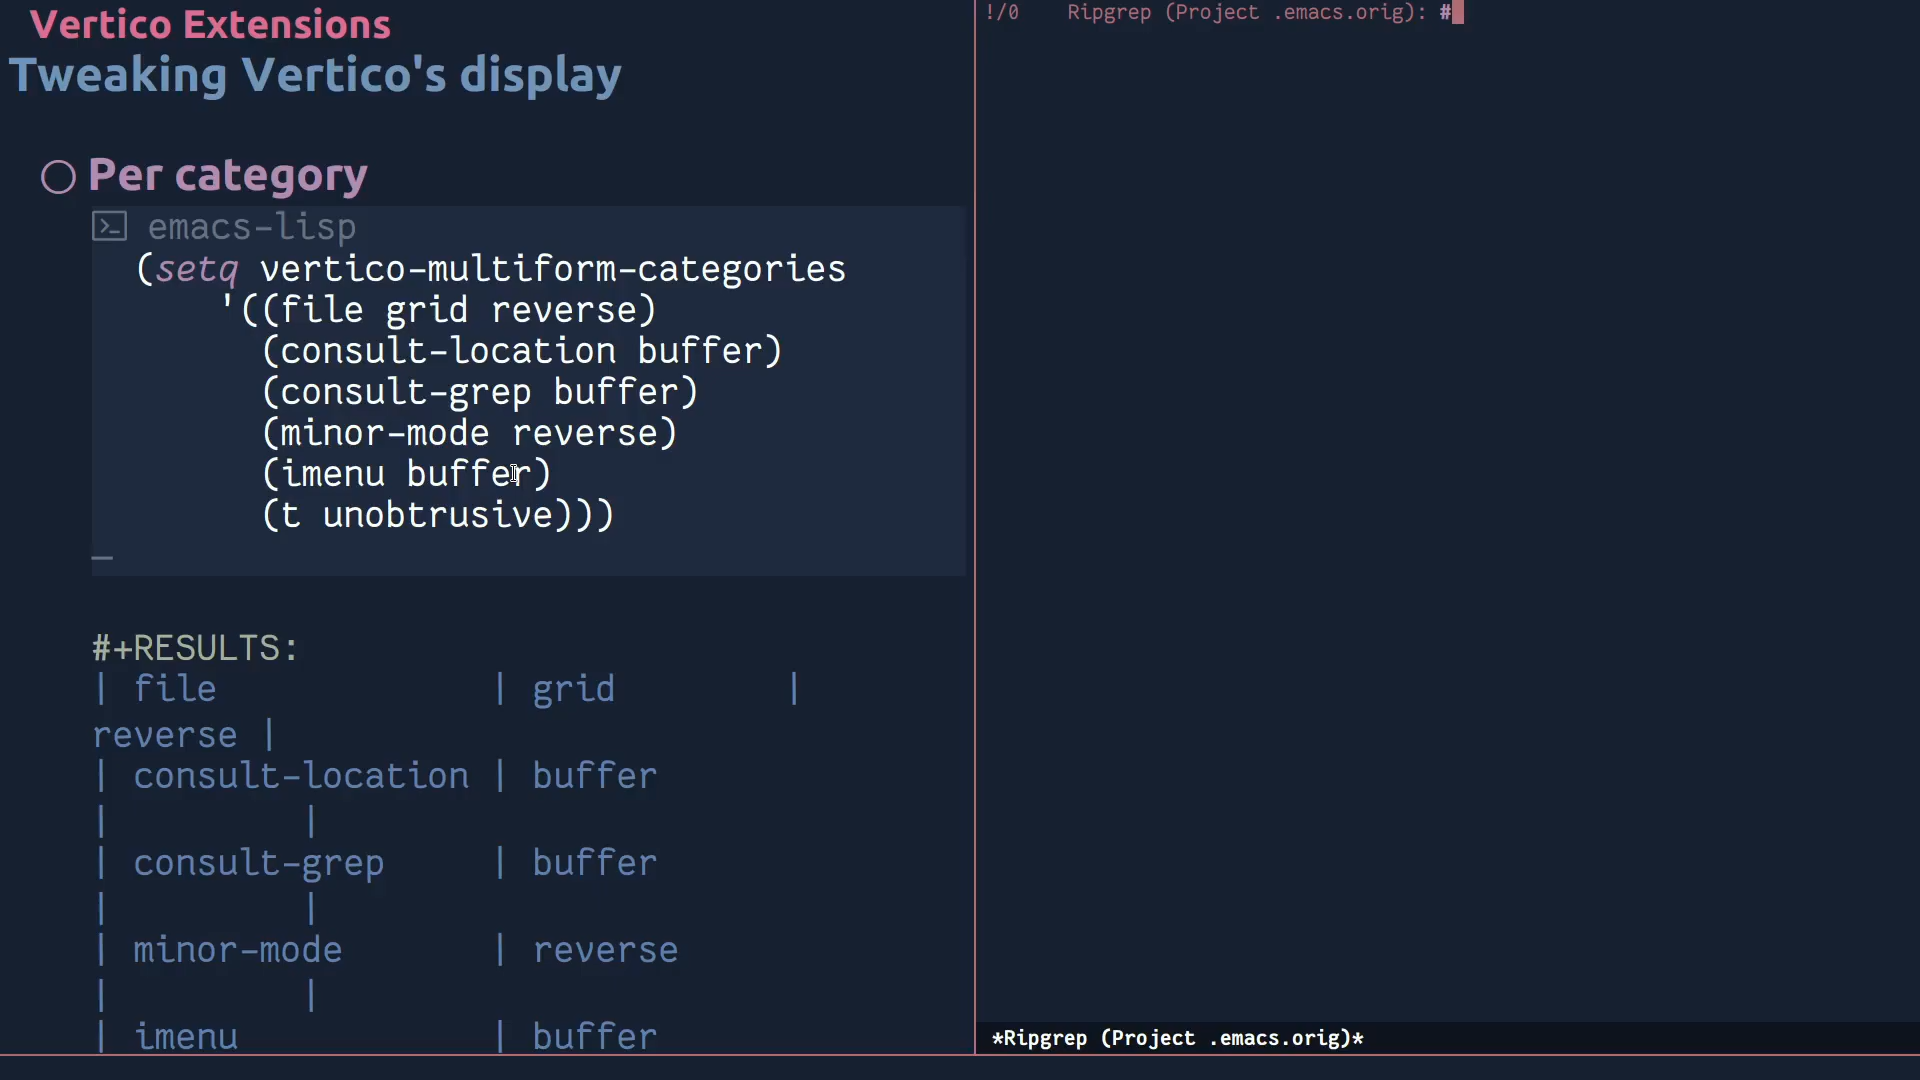 Vertico Extensions
Tweaking Vertico's display
Per category
emacs-lisp
(setq vertico-multiform-categories
'((file grid reverse)
(consult-location buffer)
(consult-grep buffer)
(minor-mode reverse)
(imenu buffer)
(t unobtrusive)))
#+RESULTS:
| file | grid |
reverse |
| consult-location | buffer
| |
| consult-grep | buffer
| |
| minor-mode | reverse
| |
| imenu | buffer
!/0 Ripgrep (Project .emacs.orig): #
*Ripgrep (Project .emacs.orig)*